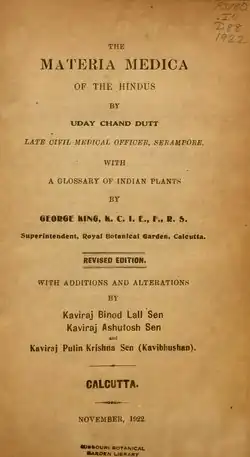 THE
MATERIA MEDICA
OF THE HINDUS
BY
UDAY CHAND DUTT
LATE CIVIL MEDICAL OFFICER, SERAMPORE.
WITH
A GLOSSARY OF INDIAN PLANTS
BY
GEORGE KING, K. C. I. E., F. R. S.
Superintendent, Royal Botanical Garden, Calcutta.
REVISED EDITION.
WITH ADDITIONS AND ALTERATIONS
BY
Kaviraj Binod Lall Sen
Kaviraj Ashutosh Sen
and
Kaviraj Pulin Krishna Sen (Kavibhushan).
CALCUTTA.
NOVEMBER, 1922.
MISSOURI BOTANICAL
GARDEN LIBRARY
1922